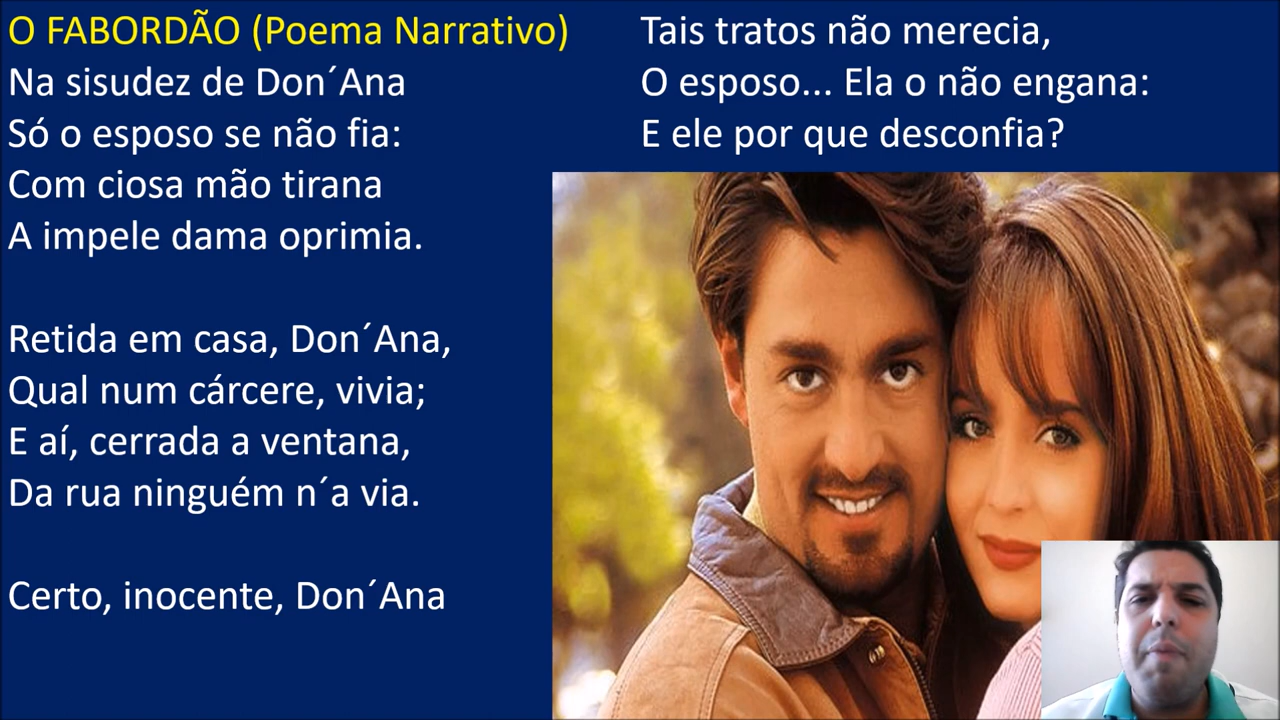 O FABORDÃO (Poema Narrativo)
Na sisudez de Don´Ana
Só o esposo se não fia:
Com ciosa mão tirana
A impele dama oprimia.
Retida em casa, Don´Ana,
Qual num cárcere, vivia;
E aí, cerrada a ventana,
Da rua ninguém n´a via.
Certo, inocente, Don´Ana
Tais tratos não merecia,
O esposo... Ela o não engana:
E ele por que desconfia?